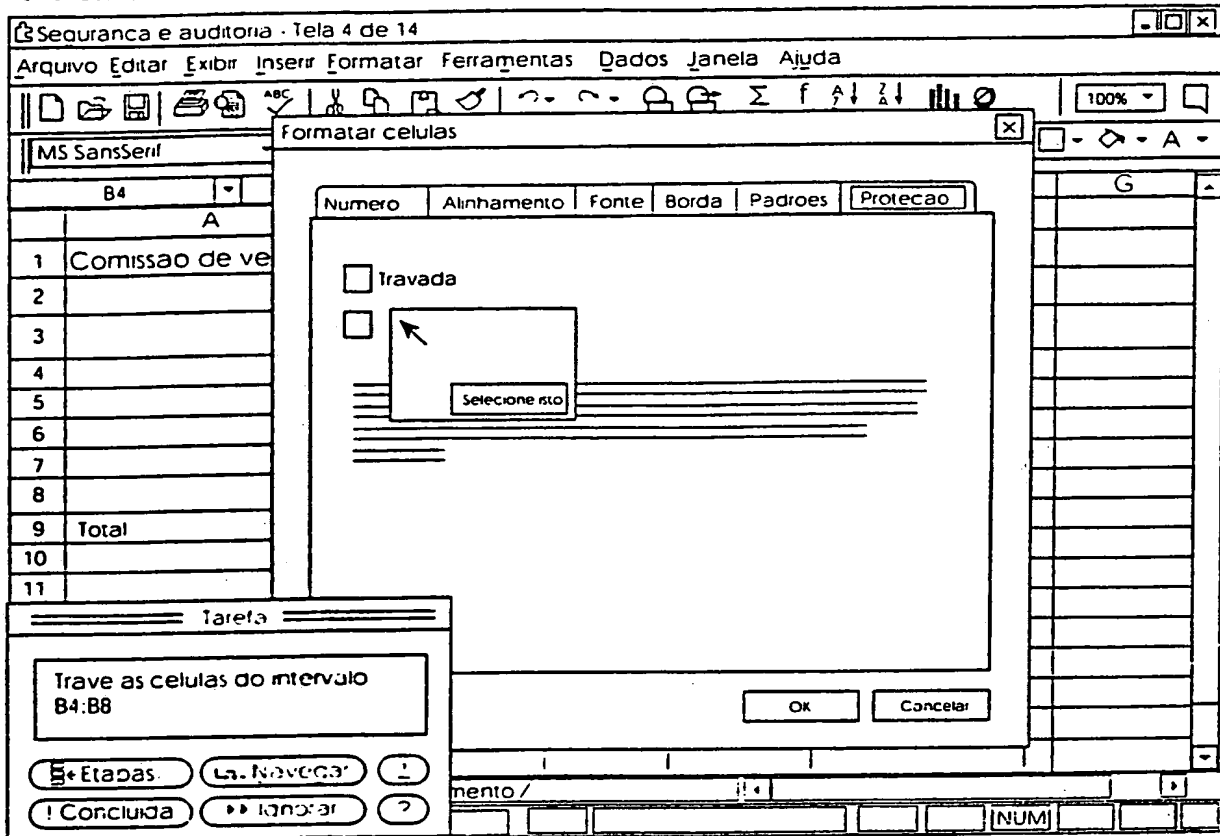 Seguranca e auditoria - Tela 4 de 14
Arquivo Editar Exibir Inserir Formatar Ferramentas Dados Janela Ajuda
ABC
Σ f A Z Z A 100%
Formatar celulas
MS SansSerif A
B4
Numero Alinhamento Fonte Borda Padroes Protecao
A G
1 Comissao de ve
Travada
2
3
4
5 Selecione isto
6
7
8
9 Total
10
11
Tarefa
Trave as celulas do intervalo
B4:B8
OK Cancelar
Etapas Navegar
mento /
! Concluida Ignorar ?
NUM